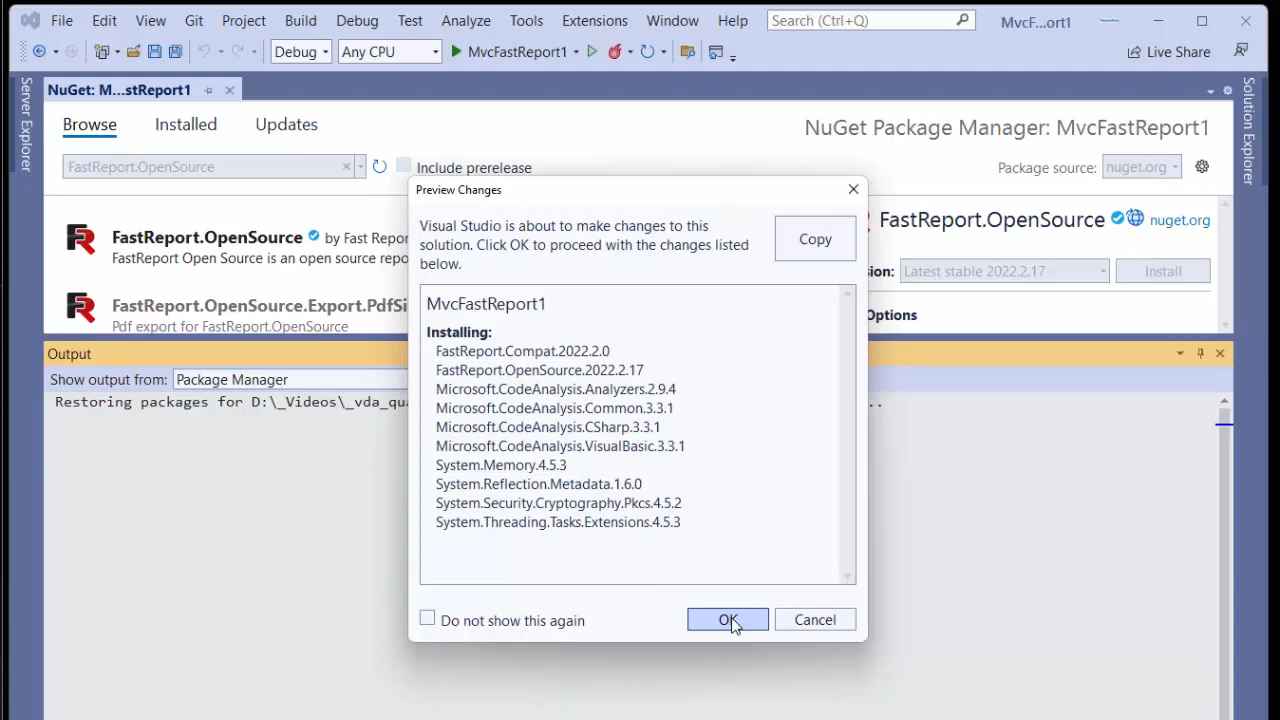 File Edit View Git Project Build Debug Test Analyze Tools Extensions Window Help Search (Ctrl+Q) MvcF...ort1
Debug Any CPU MvcFastReport1 Live Share
Server Explorer
NuGet: M...stReport1
Solution Explorer
Browse Installed Updates
NuGet Package Manager: MvcFastReport1
FastReport.OpenSource
Include prerelease
Package source: nuget.org
Preview Changes
Visual Studio is about to make changes to this
solution. Click OK to proceed with the changes listed
below.
Copy
FastReport.OpenSource by Fast Repor
FastReport Open Source is an open source repo
FastReport.OpenSource.Export.PdfSi
Pdf export for FastReport.OpenSource
FastReport.OpenSource nuget.org
ion: Latest stable 2022.2.17 Install
Options
MvcFastReport1
Installing:
FastReport.Compat.2022.2.0
FastReport.OpenSource.2022.2.17
Microsoft.CodeAnalysis.Analyzers.2.9.4
Microsoft.CodeAnalysis.Common.3.3.1
Microsoft.CodeAnalysis.CSharp.3.3.1
Microsoft.CodeAnalysis.VisualBasic.3.3.1
System.Memory.4.5.3
System.Reflection.Metadata.1.6.0
System.Security.Cryptography.Pkcs.4.5.2
System.Threading.Tasks.Extensions.4.5.3
Do not show this again
OK Cancel
Output
Show output from: Package Manager
Restoring packages for D:\_Videos\_vda_qu ..